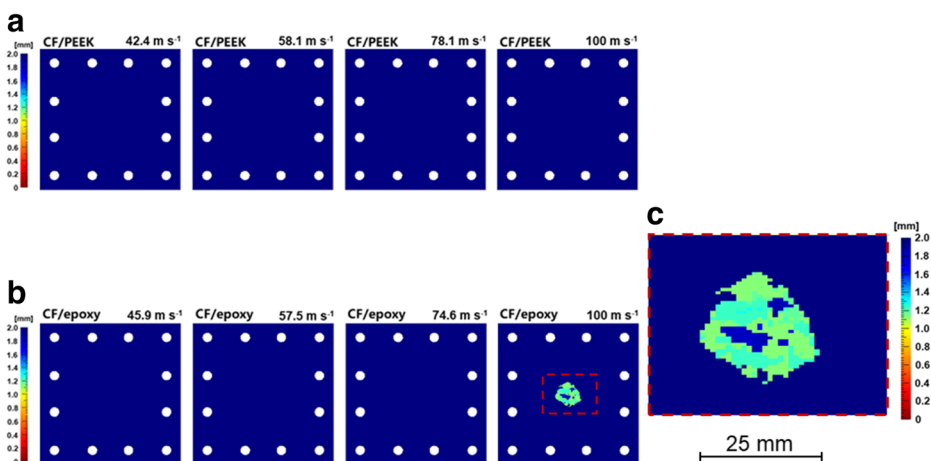 a
[mm]
CF/PEEK 42.4 m s-1
CF/PEEK 58.1 m s-1
CF/PEEK 78.1 m s-1
CF/PEEK 100 m s-1
2.0
1.8
1.6
1.4
1.2
1.0
0.8
0.6
0.4
0.2
0
b
[mm]
CF/epoxy 45.9 m s-1
CF/epoxy 57.5 m s-1
CF/epoxy 74.6 m s-1
CF/epoxy 100 m s-1
2.0
1.8
1.6
1.4
1.2
1.0
0.8
0.6
0.4
0.2
0
c
[mm]
2.0
1.8
1.6
1.4
1.2
1.0
0.8
0.6
0.4
0.2
0
25 mm